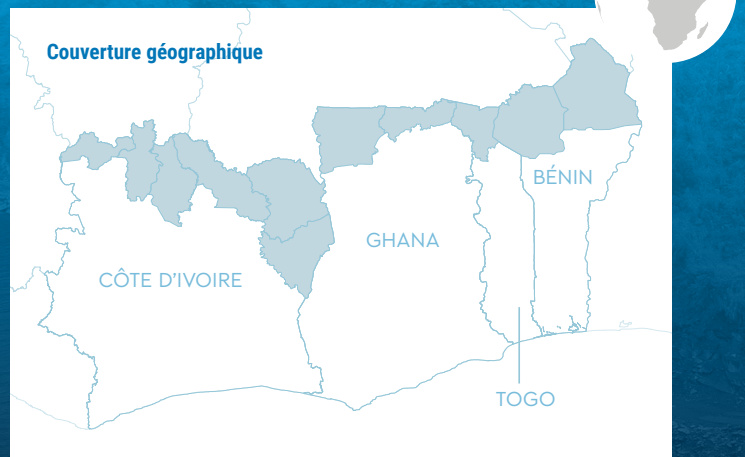 Couverture géographique
BÉNIN
GHANA
CÔTE D'IVOIRE
TOGO